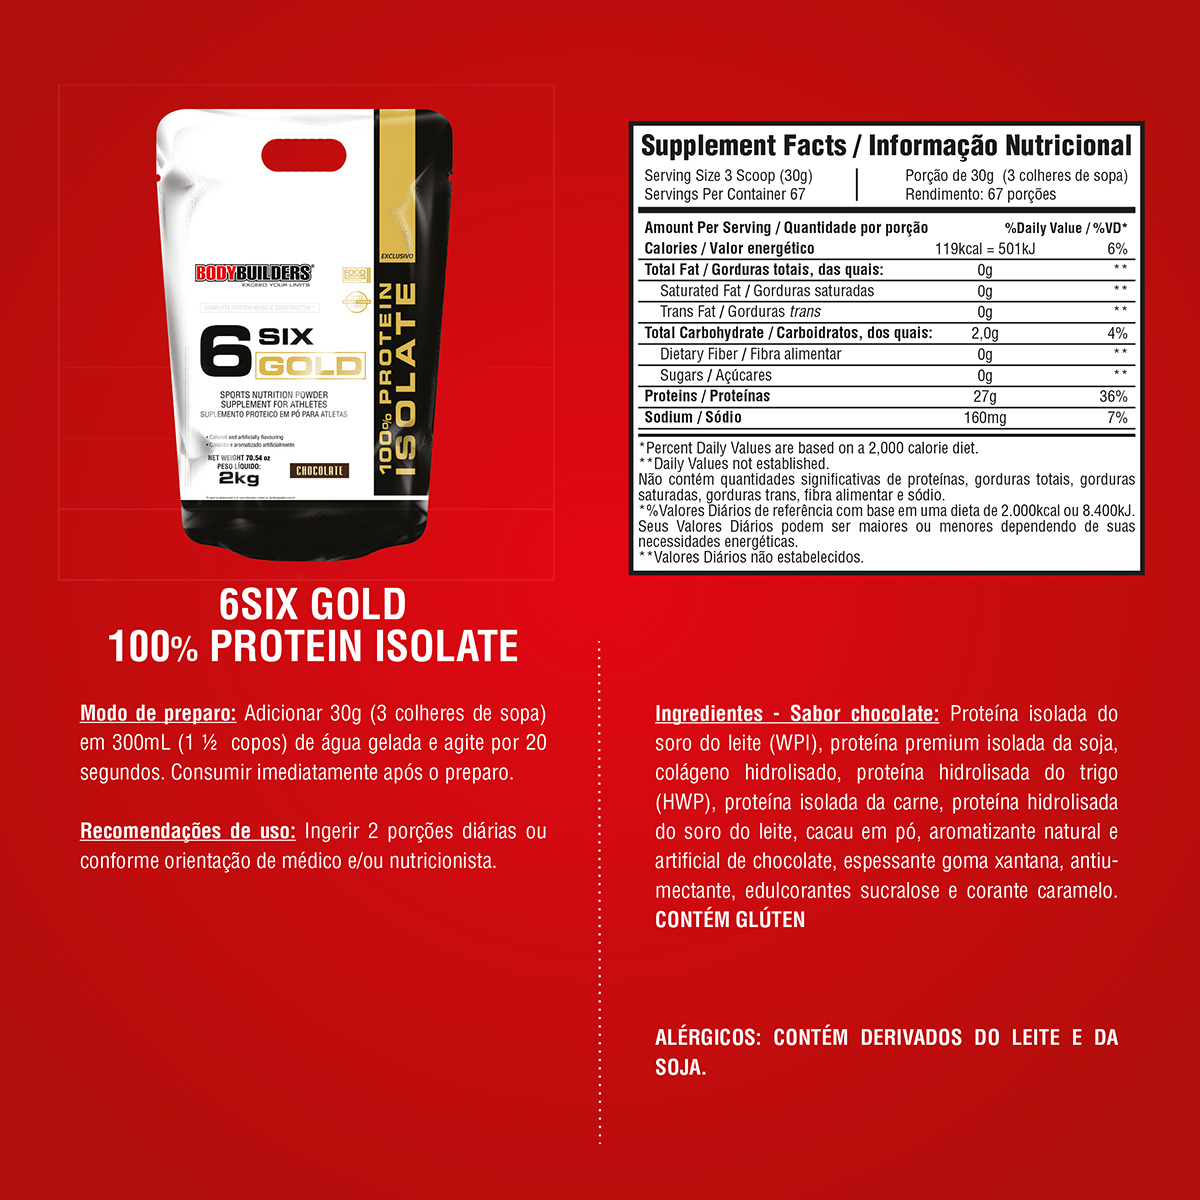 EXCLUSIVO
100% PROTEIN
ISOLATE
BODYBUILDERS
EXCEED YOUR LIMITS
COMPLETE PROTEIN MUSCLE CONSTRUCTOR
6 SIX
GOLD
SPORTS NUTRITION POWDER
SUPPLEMENT FOR ATHLETES
SUPLEMENTO PROTEICO EM PÓ PARA ATLETAS
• Colored and artificially flavouring
• Colorido e aromatizado artificialmente
NET WEIGHT 70.54 oz
PESO LÍQUIDO:
2kg
CHOCOLATE
6SIX GOLD
100% PROTEIN ISOLATE
Modo de preparo: Adicionar 30g (3 colheres de sopa)
em 300mL (1 ½ copos) de água gelada e agite por 20
segundos. Consumir imediatamente após o preparo.
Recomendações de uso: Ingerir 2 porções diárias ou
conforme orientação de médico e/ou nutricionista.
Supplement Facts / Informação Nutricional
Serving Size 3 Scoop (30g) Porção de 30g (3 colheres de sopa)
Servings Per Container 67 Rendimento: 67 porções
Amount Per Serving / Quantidade por porção %Daily Value / %VD*
Calories / Valor energético 119kcal = 501kJ 6%
Total Fat / Gorduras totais, das quais: 0g **
Saturated Fat / Gorduras saturadas 0g **
Trans Fat / Gorduras trans 0g **
Total Carbohydrate / Carboidratos, dos quais: 2,0g 4%
Dietary Fiber / Fibra alimentar 0g **
Sugars / Açúcares 0g **
Proteins / Proteínas 27g 36%
Sodium / Sódio 160mg 7%
*Percent Daily Values are based on a 2,000 calorie diet.
**Daily Values not established.
Não contém quantidades significativas de proteínas, gorduras totais, gorduras
saturadas, gorduras trans, fibra alimentar e sódio.
*%Valores Diários de referência com base em uma dieta de 2.000kcal ou 8.400kJ.
Seus Valores Diários podem ser maiores ou menores dependendo de suas
necessidades energéticas.
**Valores Diários não estabelecidos.
Ingredientes - Sabor chocolate: Proteína isolada do
soro do leite (WPI), proteína premium isolada da soja,
colágeno hidrolisado, proteína hidrolisada do trigo
(HWP), proteína isolada da carne, proteína hidrolisada
do soro do leite, cacau em pó, aromatizante natural e
artificial de chocolate, espessante goma xantana, antiu-
mectante, edulcorantes sucralose e corante caramelo.
CONTÉM GLÚTEN
ALÉRGICOS: CONTÉM DERIVADOS DO LEITE E DA
SOJA.